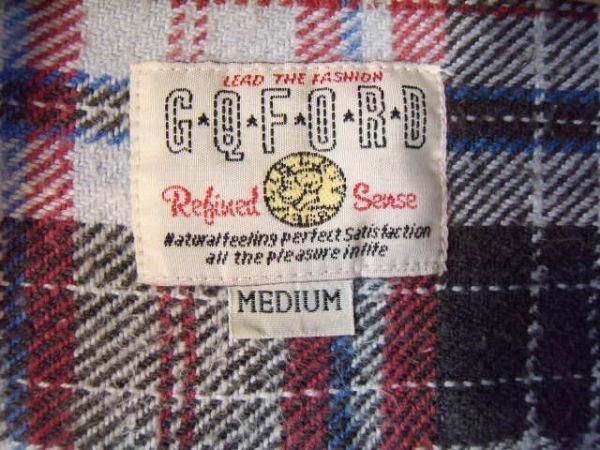 LEAD THE FASHION
G★Q★F★O★R★D
Refined Sense
Natural feeling perfect Satisfaction
all the pleasure in life
MEDIUM